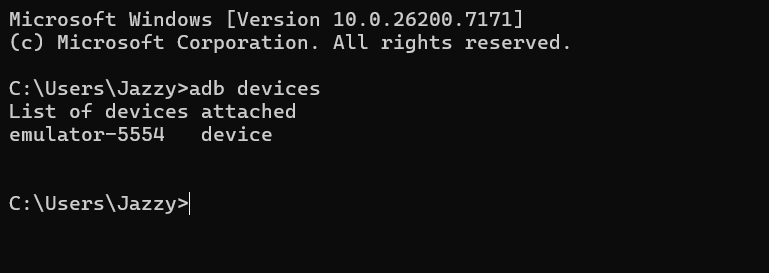 Microsoft Windows [Version 10.0.26200.7171]
(c) Microsoft Corporation. All rights reserved.
C:\Users\Jazzy>adb devices
List of devices attached
emulator-5554   device
C:\Users\Jazzy>